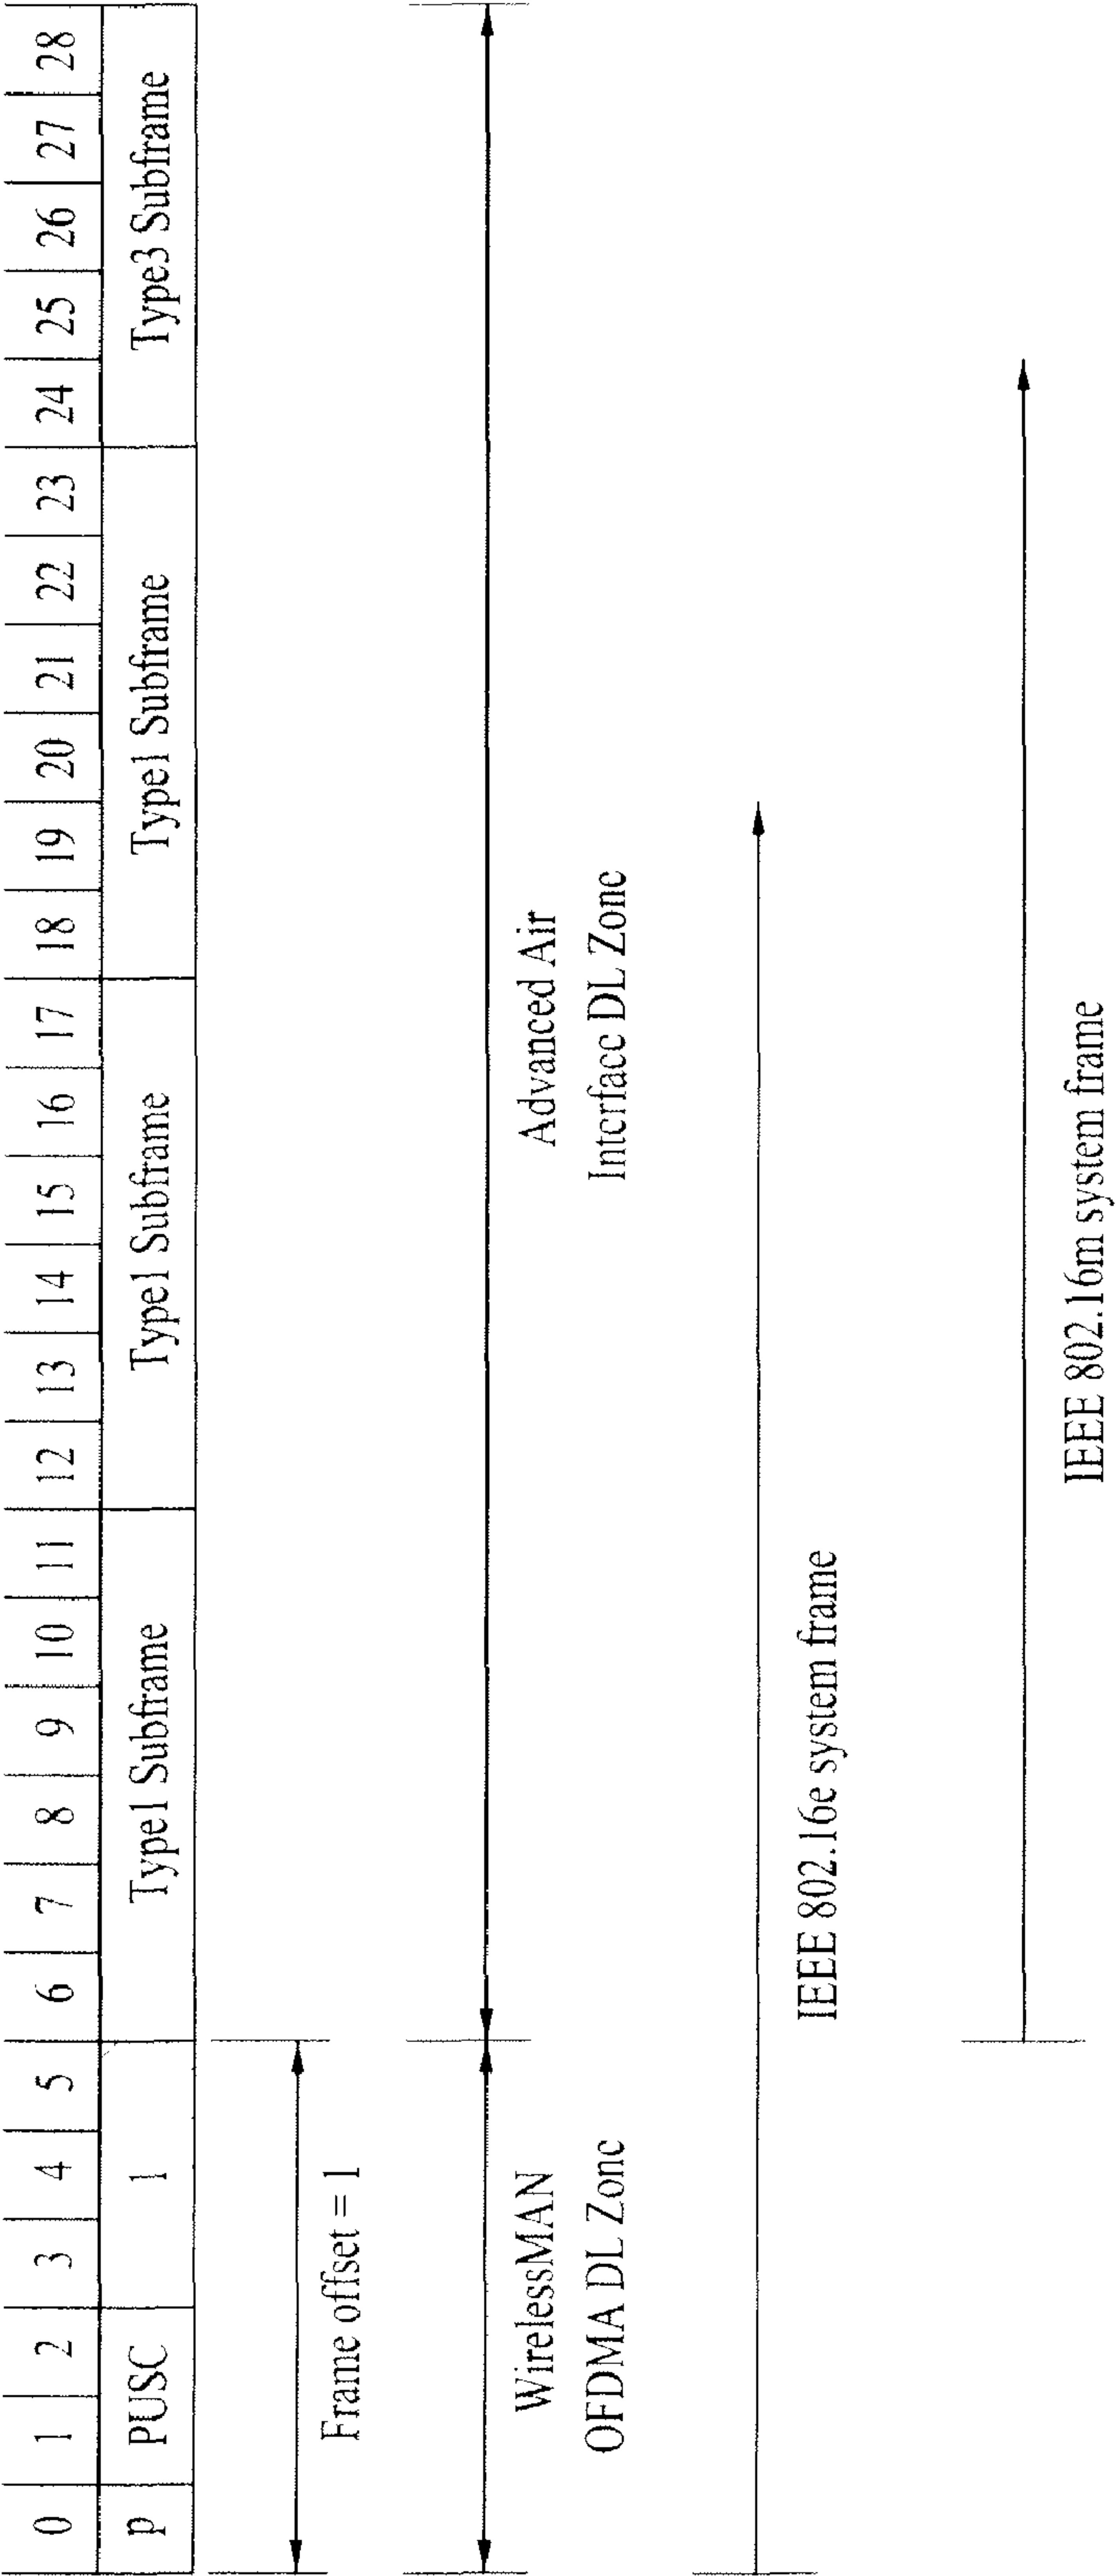 0 1 2 3 4 5 6 7 8 9 10 11 12 13 14 15 16 17 18 19 20 21 22 23 24 25 26 27 28
P PUSC 1 Type1 Subframe Type1 Subframe Type1 Subframe Type3 Subframe
Frame offset = 1
WirelessMAN
OFDMA DL Zone
Advanced Air
Interface DL Zone
IEEE 802.16e system frame
IEEE 802.16m system frame